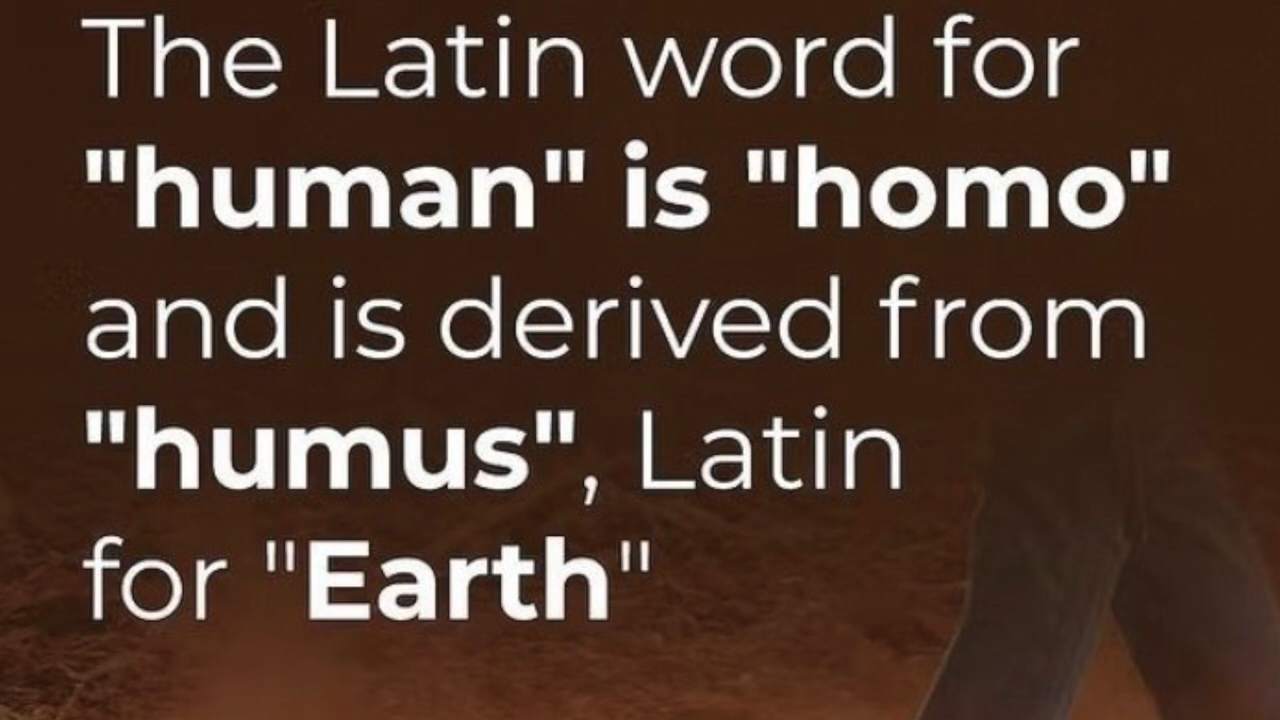 The Latin word for
"human" is "homo"
and is derived from
"humus", Latin
for "Earth"